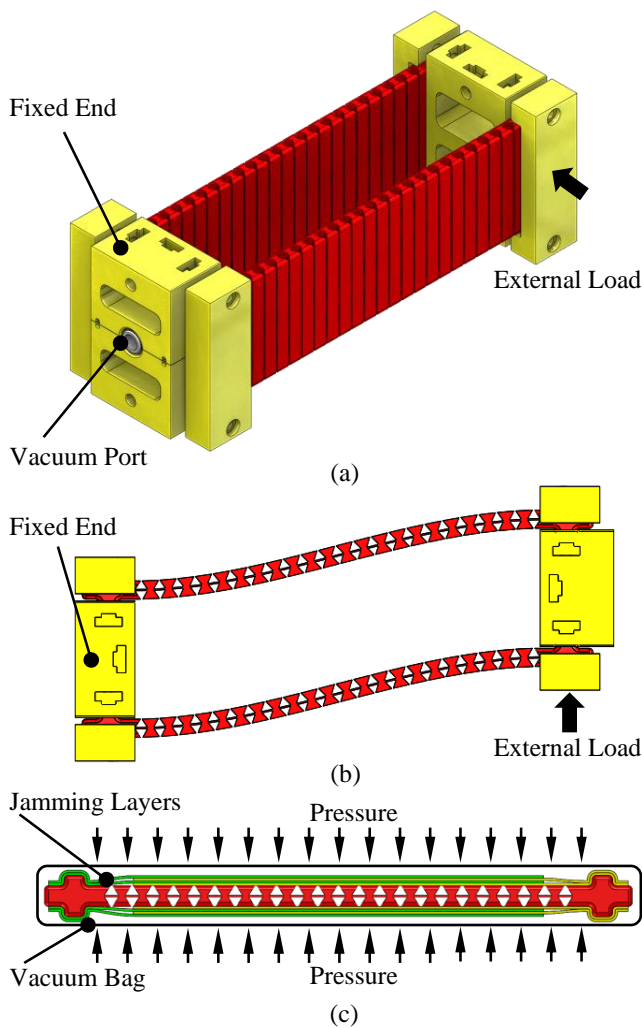 Fixed End
External Load
Vacuum Port
(a)
Fixed End
External Load
(b)
Jamming Layers
Pressure
Vacuum Bag
Pressure
(c)